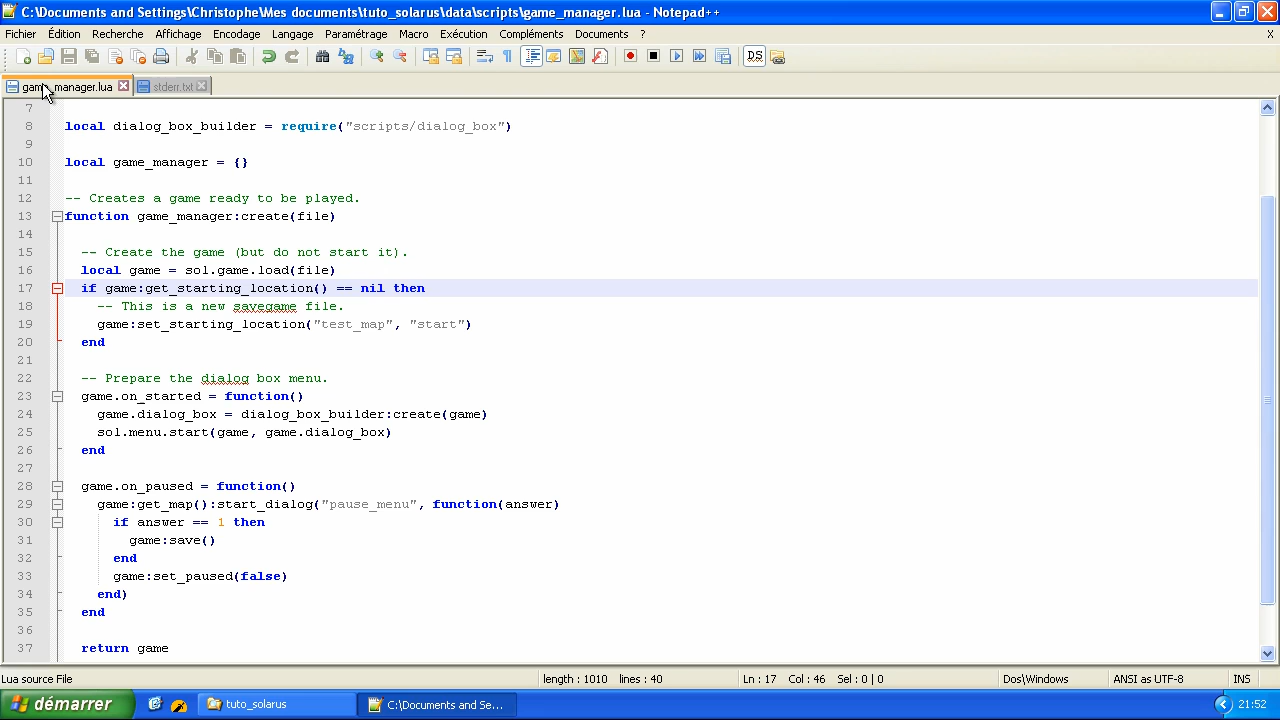 C:\Documents and Settings\Christophe\Mes documents\tuto_solarus\data\scripts\game_manager.lua - Notepad++
Fichier Édition Recherche Affichage Encodage Langage Paramétrage Macro Exécution Compléments Documents ? X
game_manager.lua stderr.txt
7
8 local dialog_box_builder = require("scripts/dialog_box")
9
10 local game_manager = {}
11
12 -- Creates a game ready to be played.
13 function game_manager:create(file)
14
15 -- Create the game (but do not start it).
16 local game = sol.game.load(file)
17 if game:get_starting_location() == nil then
18 -- This is a new savegame file.
19 game:set_starting_location("test_map", "start")
20 end
21
22 -- Prepare the dialog box menu.
23 game.on_started = function()
24 game.dialog_box = dialog_box_builder:create(game)
25 sol.menu.start(game, game.dialog_box)
26 end
27
28 game.on_paused = function()
29 game:get_map():start_dialog("pause_menu", function(answer)
30 if answer == 1 then
31 game:save()
32 end
33 game:set_paused(false)
34 end)
35 end
36
37 return game
Lua source File length : 1010 lines : 40 Ln : 17 Col : 46 Sel : 0 | 0 Dos\Windows ANSI as UTF-8 INS
démarrer tuto_solarus C:\Documents and Se... 21:52